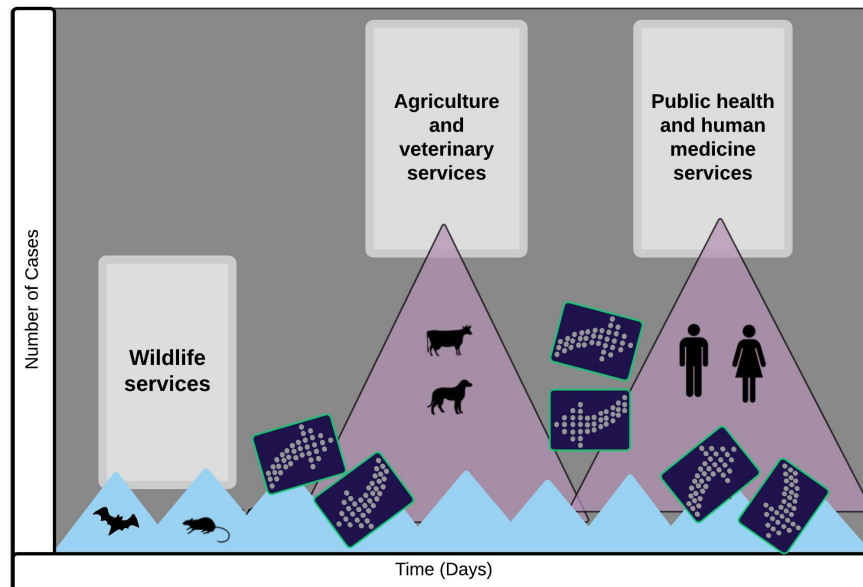 Agriculture
and
veterinary
services
Public health
and human
medicine
services
Wildlife
services
Number of Cases
Time (Days)